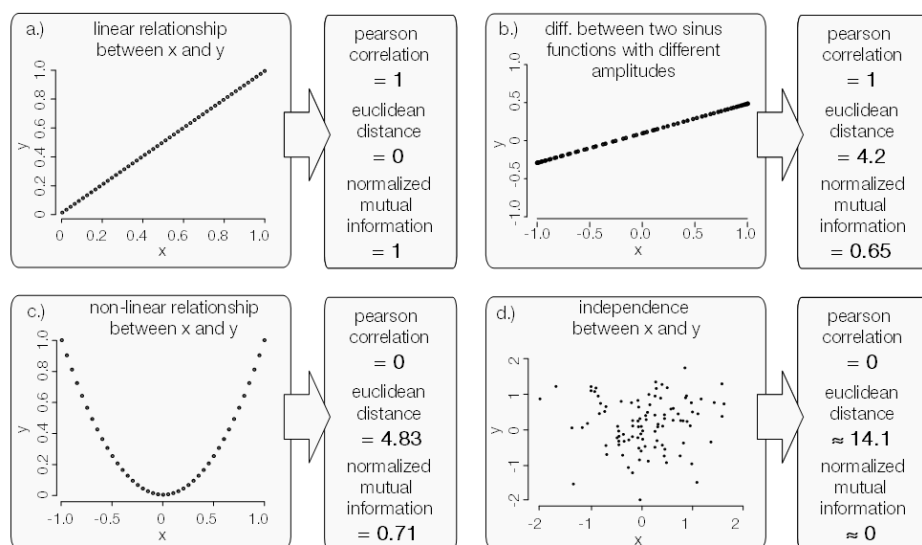 a.)
linear relationship
between x and y
1.0
0.8
0.6
0.4
0.2
0
y
0
0.2
0.4
0.6
0.8
1.0
x
pearson
correlation
= 1
euclidean
distance
= 0
normalized
mutual
information
= 1
b.)
diff. between two sinus
functions with different
amplitudes
1.0
0.5
0
-0.5
-1.0
y
-1.0
-0.5
0
0.5
1.0
x
pearson
correlation
= 1
euclidean
distance
= 4.2
normalized
mutual
information
= 0.65
c.)
non-linear relationship
between x and y
1.0
0.8
0.6
0.4
0.2
0
y
-1.0
-0.5
0
0.5
1.0
x
pearson
correlation
= 0
euclidean
distance
= 4.83
normalized
mutual
information
= 0.71
d.)
independence
between x and y
2
1
0
-1
-2
y
-2
-1
0
1
2
x
pearson
correlation
= 0
euclidean
distance
≈ 14.1
normalized
mutual
information
≈ 0